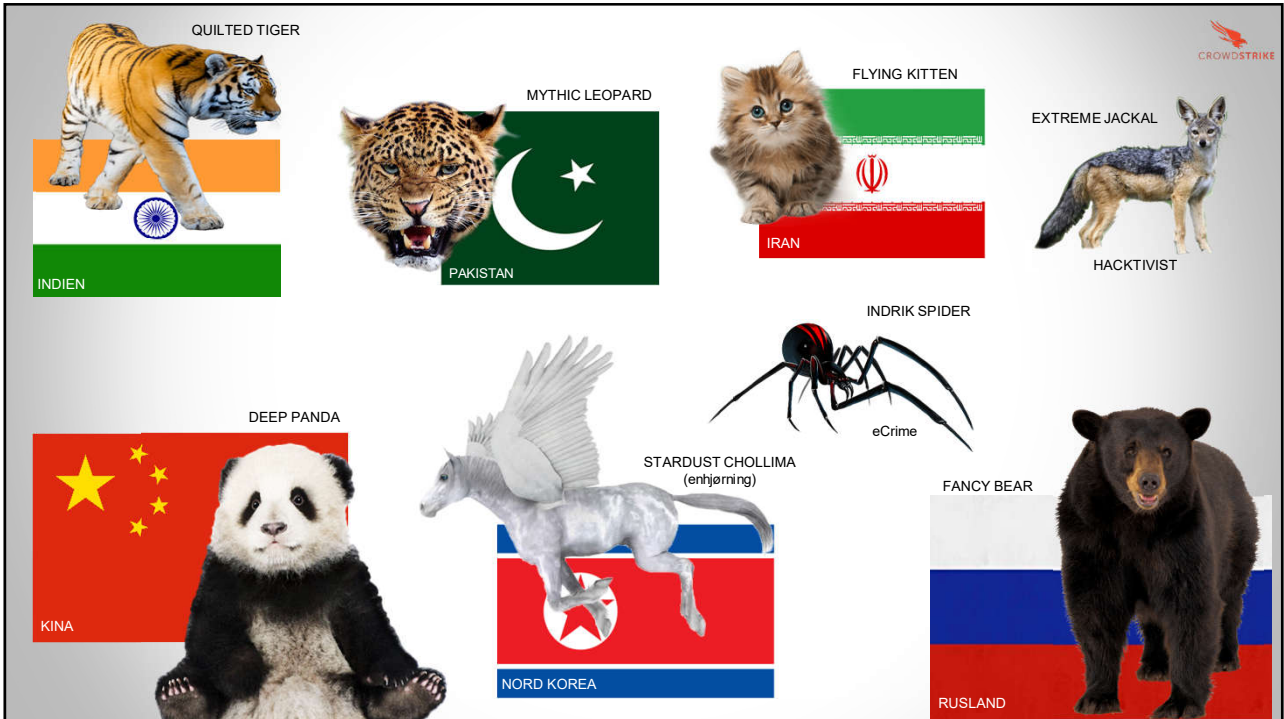 QUILTED TIGER
CROWDSTRIKE
MYTHIC LEOPARD
FLYING KITTEN
EXTREME JACKAL
INDIEN
PAKISTAN
IRAN
HACKTIVIST
INDRIK SPIDER
eCrime
DEEP PANDA
STARDUST CHOLLIMA
(enhjørning)
FANCY BEAR
KINA
NORD KOREA
RUSLAND